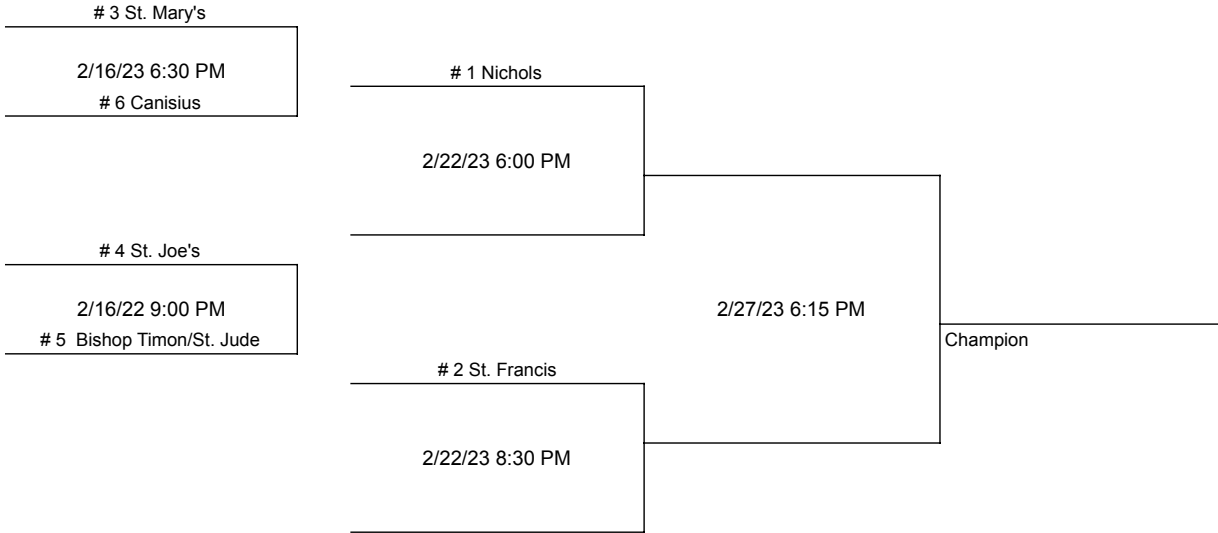 # 3 St. Mary's
2/16/23 6:30 PM
# 6 Canisius
# 4 St. Joe's
2/16/22 9:00 PM
# 5  Bishop Timon/St. Jude
# 1 Nichols
2/22/23 6:00 PM
# 2 St. Francis
2/22/23 8:30 PM
2/27/23 6:15 PM
Champion